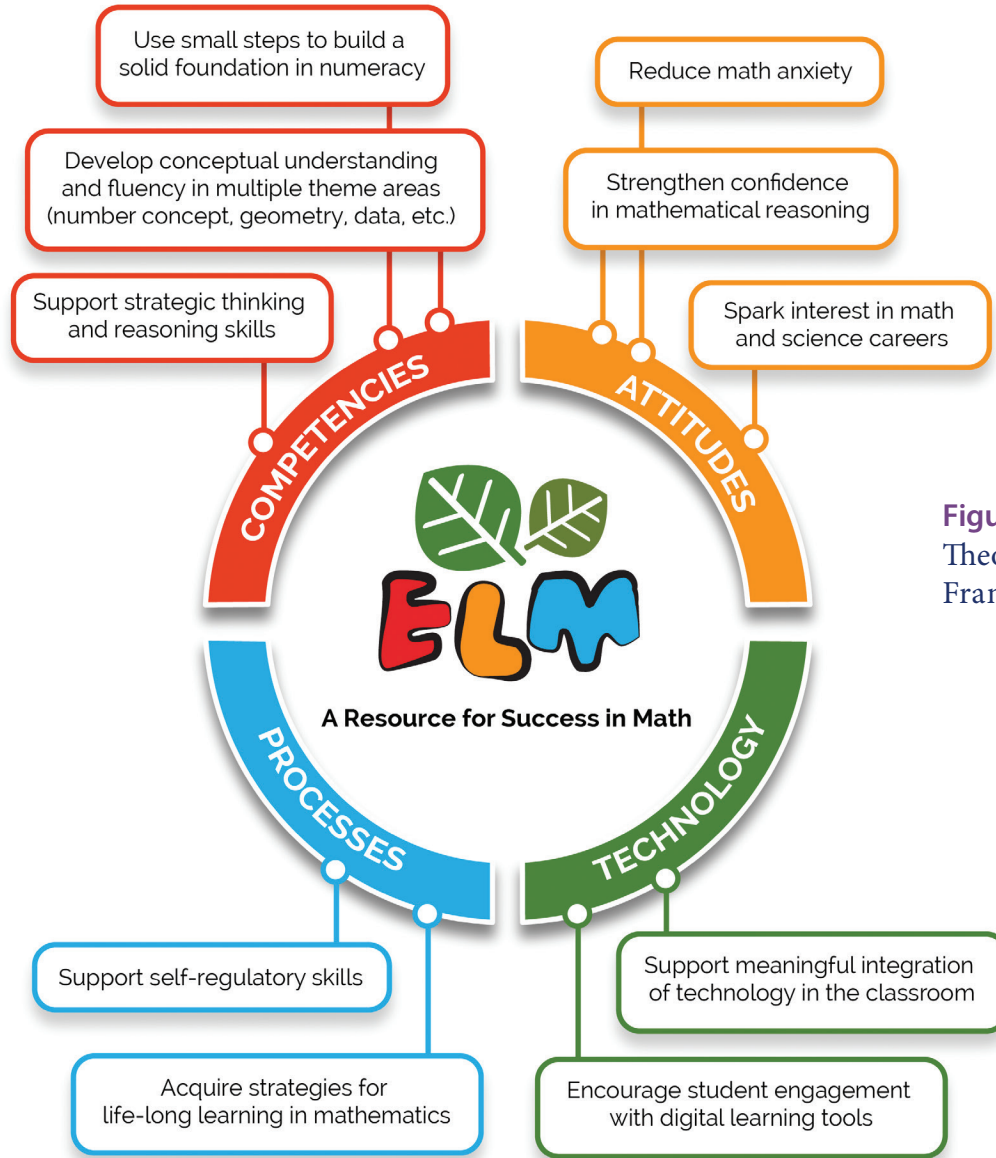 Use small steps to build a
solid foundation in numeracy
Develop conceptual understanding
and fluency in multiple theme areas
(number concept, geometry, data, etc.)
Support strategic thinking
and reasoning skills
COMPETENCIES
Reduce math anxiety
Strengthen confidence
in mathematical reasoning
Spark interest in math
and science careers
ATTITUDES
ELM
A Resource for Success in Math
PROCESSES
Support self-regulatory skills
Acquire strategies for
life-long learning in mathematics
TECHNOLOGY
Support meaningful integration
of technology in the classroom
Encourage student engagement
with digital learning tools